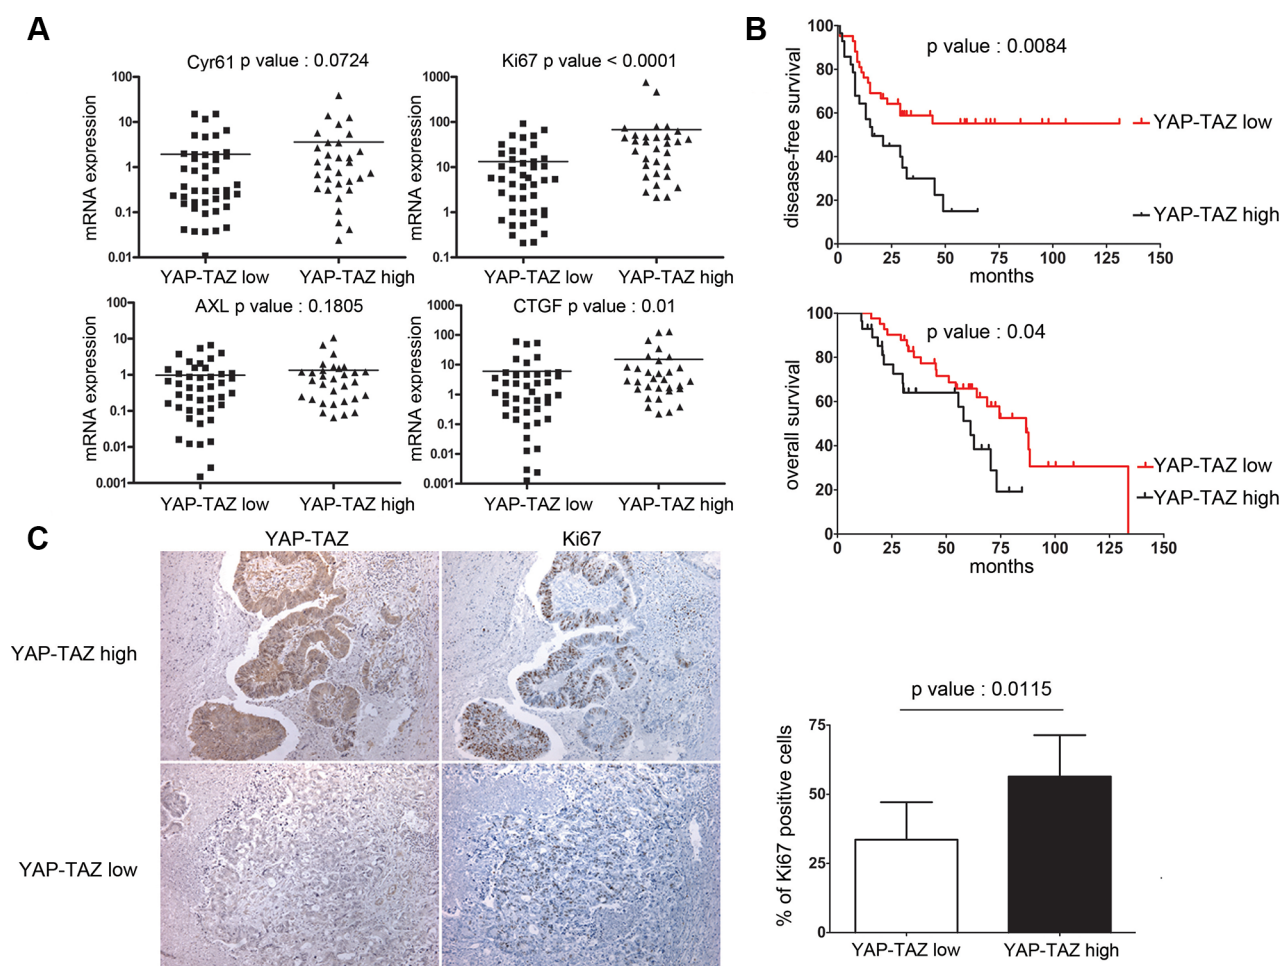 A
Cyr61 p value : 0.0724
mRNA expression
100
10
1
0.1
0.01
YAP-TAZ low
YAP-TAZ high
Ki67 p value < 0.0001
mRNA expression
1000
100
10
1
0.1
YAP-TAZ low
YAP-TAZ high
AXL p value : 0.1805
mRNA expression
100
10
1
0.1
0.01
0.001
YAP-TAZ low
YAP-TAZ high
CTGF p value : 0.01
mRNA expression
1000
100
10
1
0.1
0.01
0.001
YAP-TAZ low
YAP-TAZ high
B
p value : 0.0084
disease-free survival
100
80
60
40
20
0
0 25 50 75 100 125 150
months
YAP-TAZ low
YAP-TAZ high
p value : 0.04
overall survival
100
80
60
40
20
0
0 25 50 75 100 125 150
months
YAP-TAZ low
YAP-TAZ high
C
YAP-TAZ
Ki67
YAP-TAZ high
YAP-TAZ low
p value : 0.0115
% of Ki67 positive cells
75
50
25
0
YAP-TAZ low
YAP-TAZ high